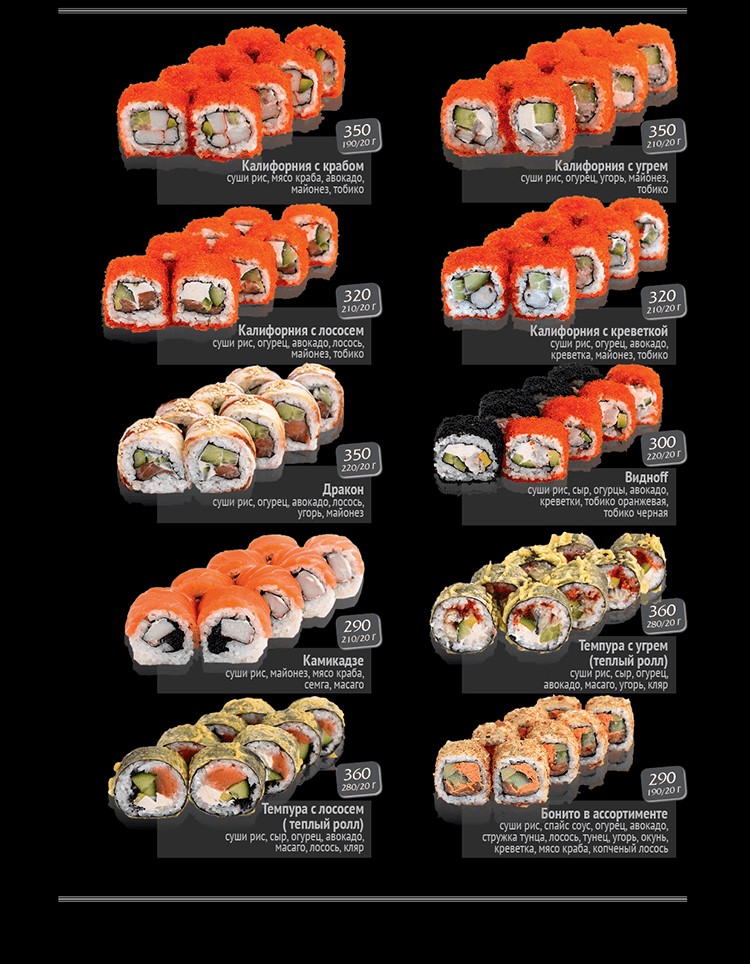 350
190/20 г
Калифорния с крабом
суши рис, мясо краба, авокадо,
майонез, тобико
350
210/20 г
Калифорния с угрем
суши рис, огурец, угорь, майонез,
тобико
320
210/20 г
Калифорния с лососем
суши рис, огурец, авокадо, лосось,
майонез, тобико
320
210/20 г
Калифорния с креветкой
суши рис, огурец, авокадо,
креветка, майонез, тобико
350
220/20 г
Дракон
суши рис, огурец, авокадо, лосось,
угорь, майонез
300
220/20 г
Видноff
суши рис, сыр, огурцы, авокадо,
креветки, тобико оранжевая,
тобико черная
290
210/20 г
Камикадзе
суши рис, майонез, мясо краба,
семга, масаго
360
280/20 г
Темпура с угрем
(теплый ролл)
суши рис, сыр, огурец,
авокадо, масаго, угорь, кляр
360
280/20 г
Темпура с лососем
( теплый ролл)
суши рис, сыр, огурец, авокадо,
масаго, лосось, кляр
290
190/20 г
Бонито в ассортименте
суши рис, спайс соус, огурец, авокадо,
стружка тунца, лосось, тунец, угорь, окунь,
креветка, мясо краба, копченый лосось